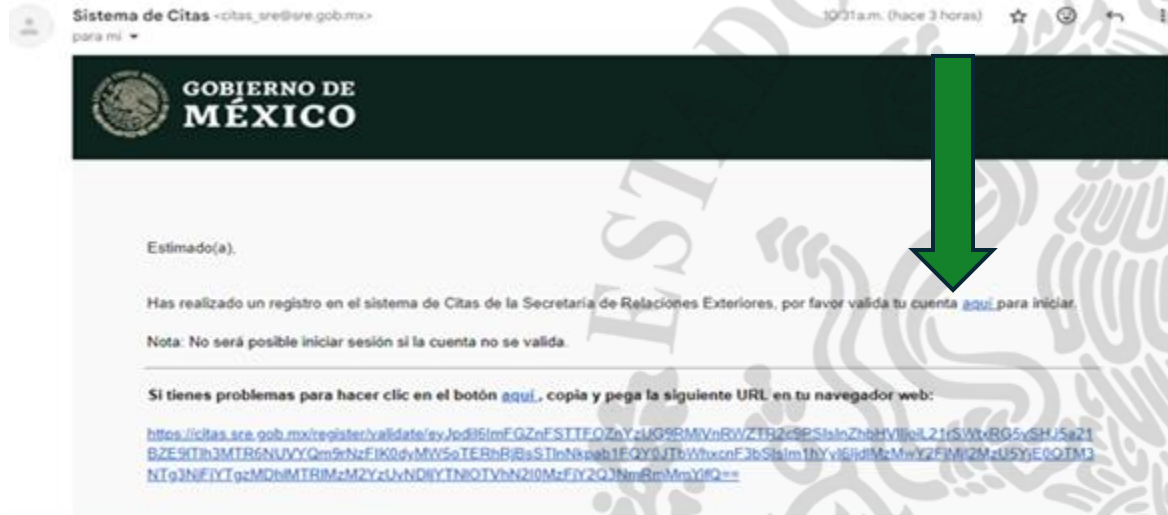 Sistema de Citas <citas_sre@sre.gob.mx>
10:31 a.m. (hace 3 horas)
para mí
GOBIERNO DE
MÉXICO
Estimado(a),
Has realizado un registro en el sistema de Citas de la Secretaría de Relaciones Exteriores, por favor valida tu cuenta aquí para iniciar.
Nota: No será posible iniciar sesión si la cuenta no se valida.
Si tienes problemas para hacer clic en el botón aquí , copia y pega la siguiente URL en tu navegador web:
ESTADO